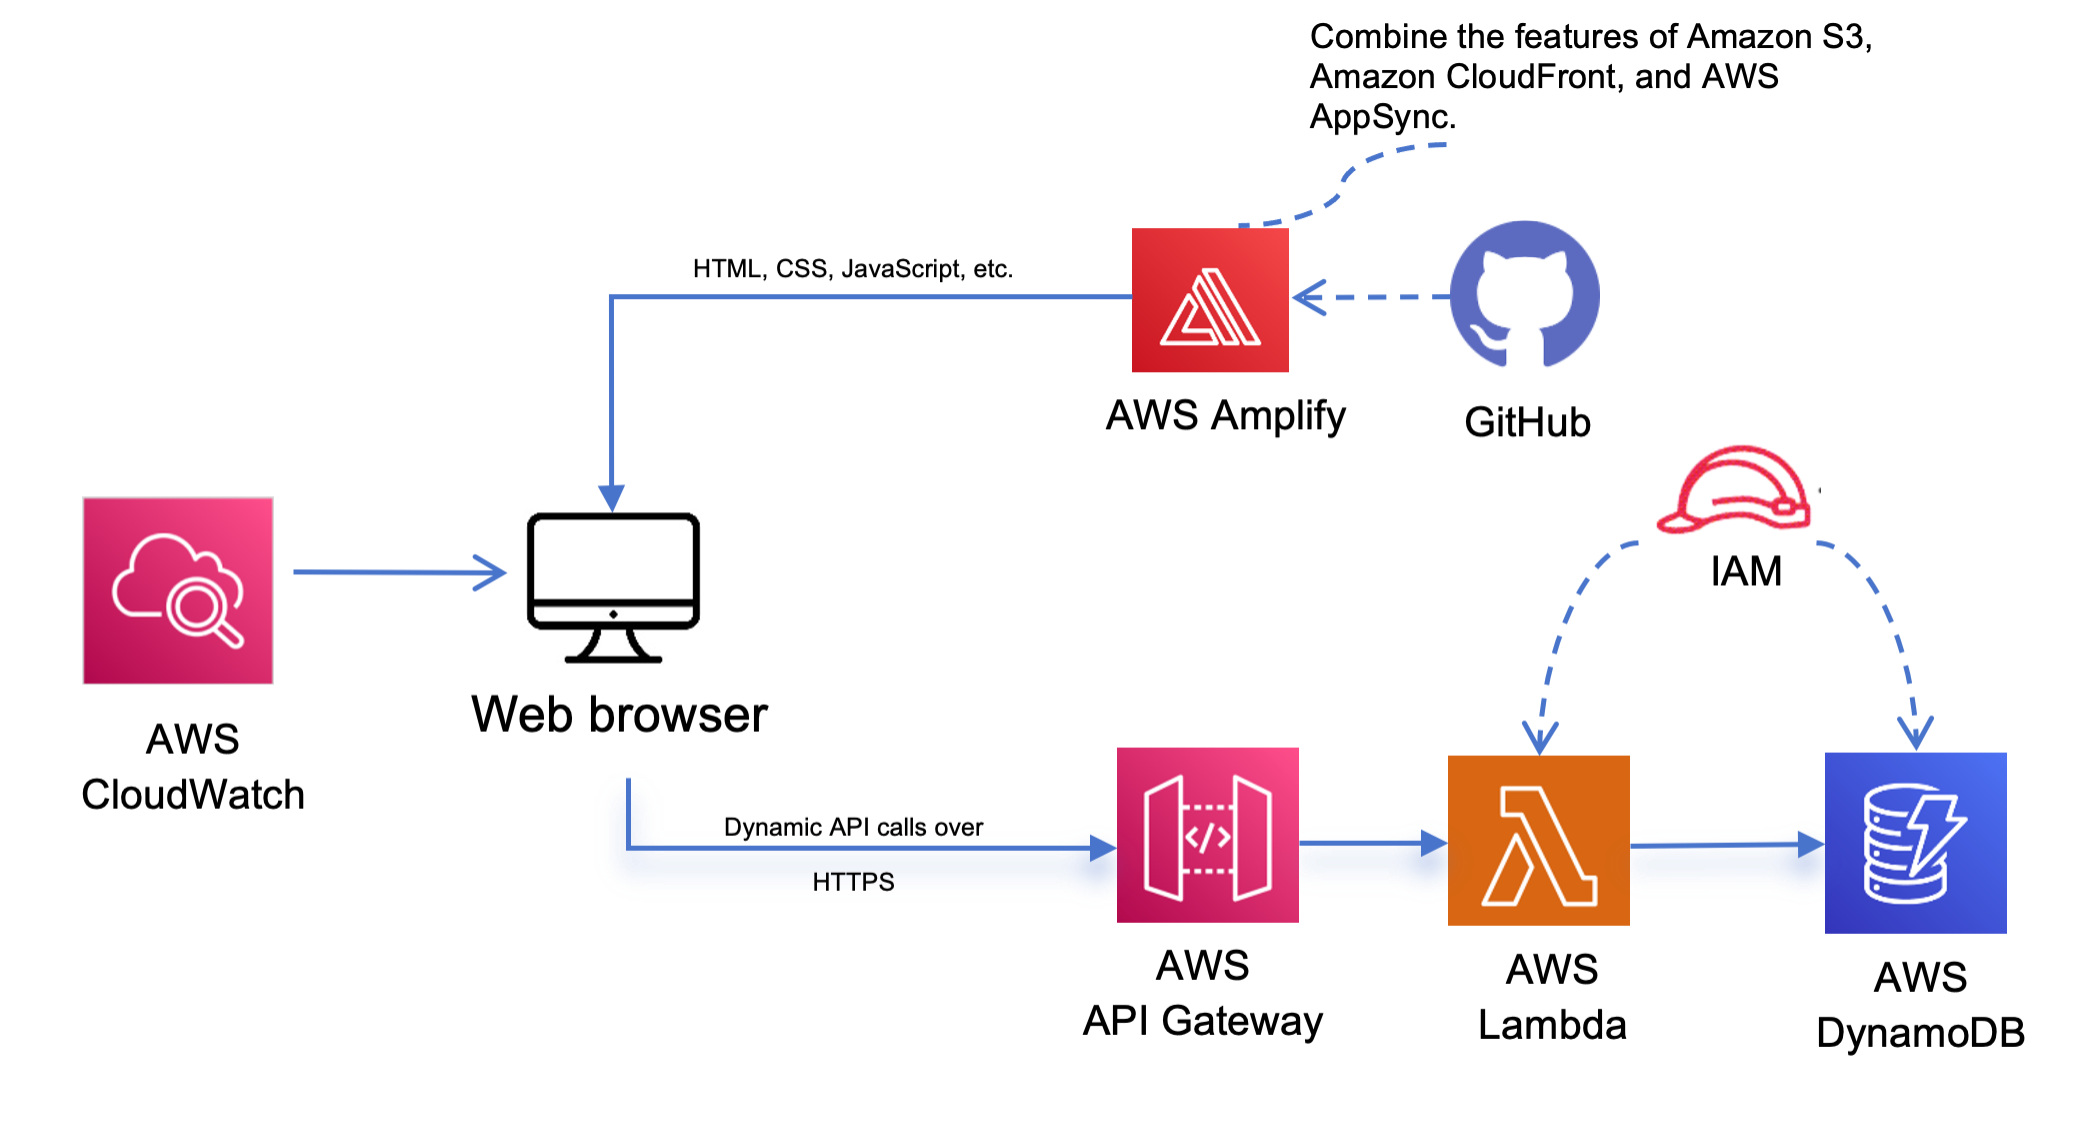 Combine the features of Amazon S3,
Amazon CloudFront, and AWS
AppSync.
HTML, CSS, JavaScript, etc.
AWS Amplify
GitHub
IAM
AWS
CloudWatch
Web browser
Dynamic API calls over
HTTPS
</>
AWS
API Gateway
AWS
Lambda
AWS
DynamoDB